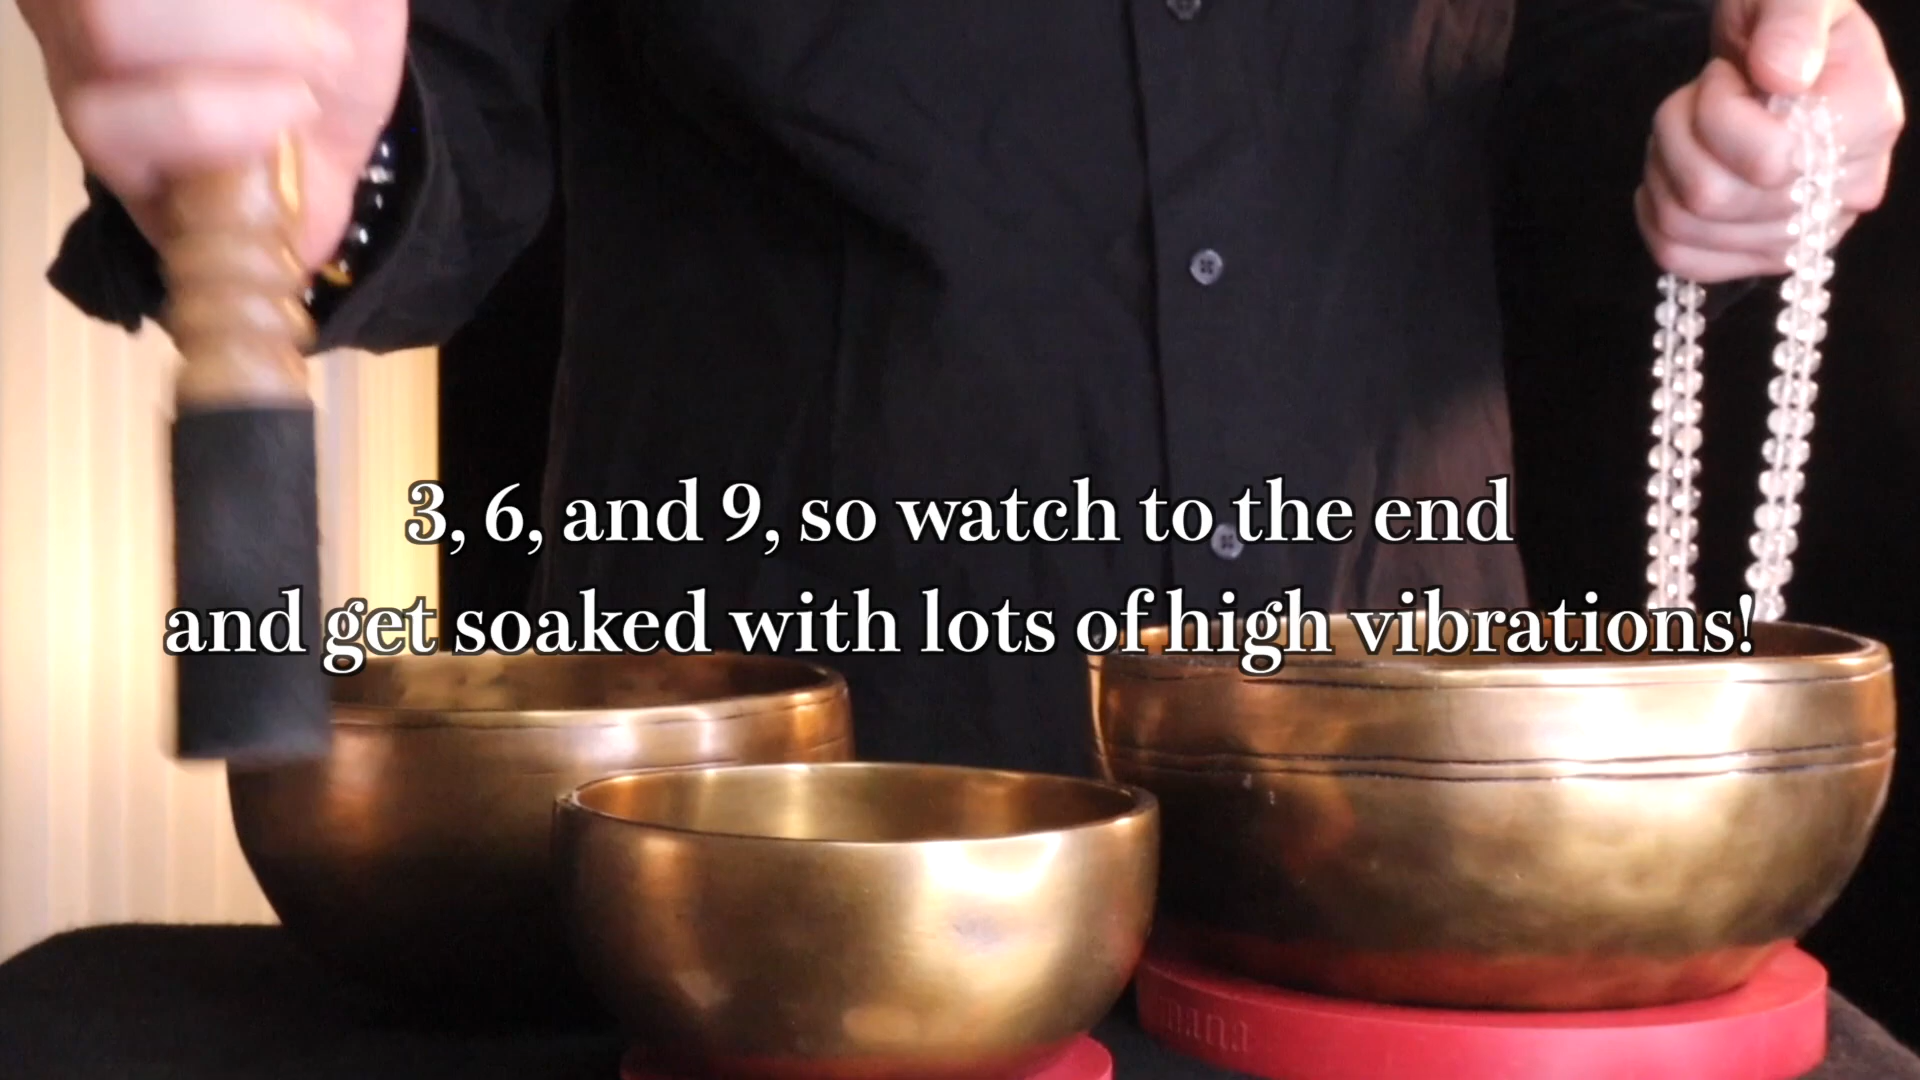 3, 6, and 9, so watch to the end
and get soaked with lots of high vibrations!